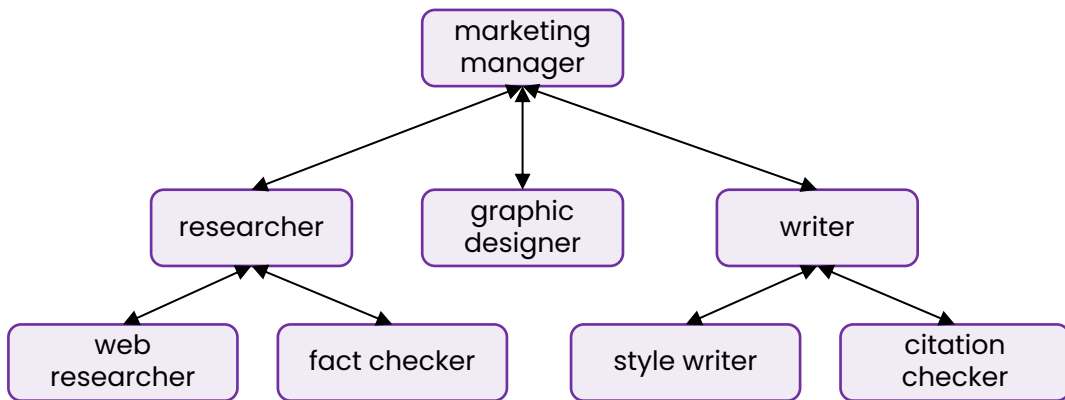 marketing
manager
researcher
graphic
designer
writer
web
researcher
fact checker
style writer
citation
checker